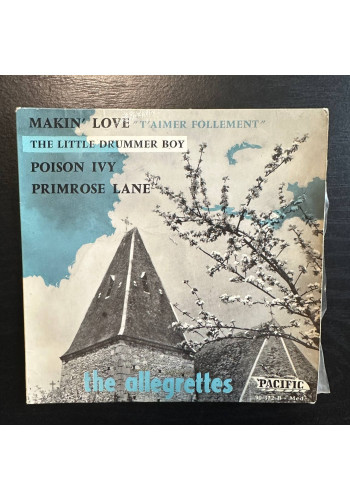 MAKIN' LOVE "T'AIMER FOLLEMENT"
THE LITTLE DRUMMER BOY
POISON IVY
PRIMROSE LANE
the allegrettes
PACIFIC